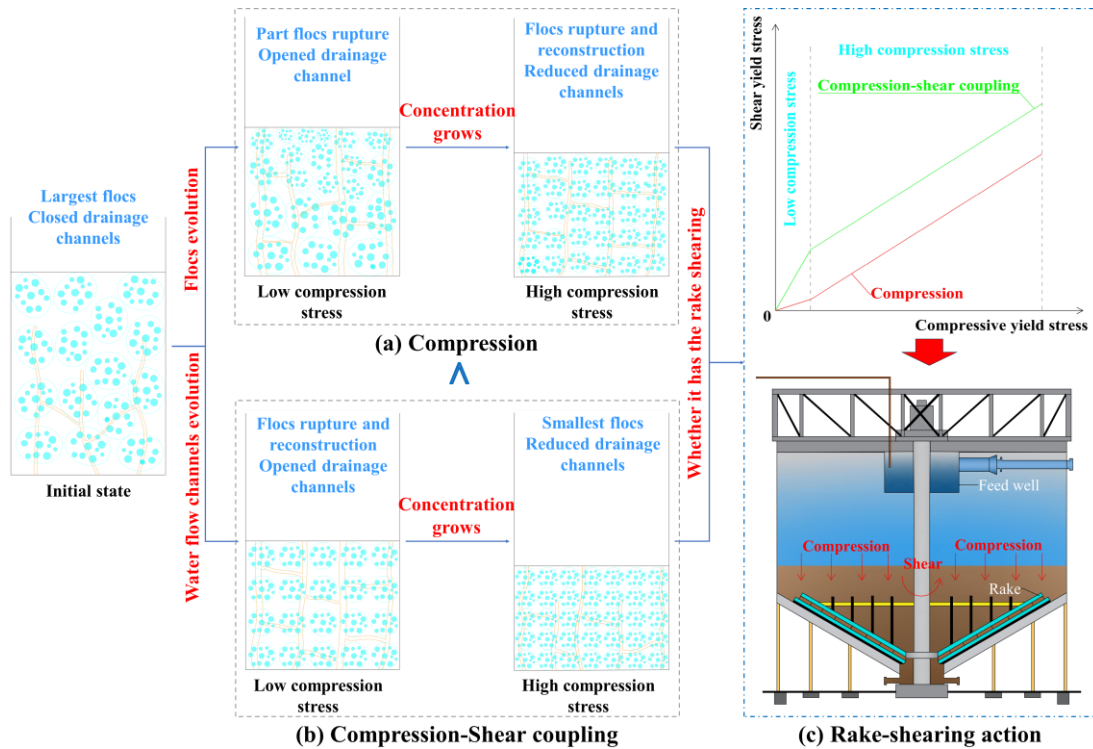 Largest flocs
Closed drainage
channels
Initial state
Flocs evolution
Water flow channels evolution
Part flocs rupture
Opened drainage
channel
Low compression
stress
Concentration
grows
Flocs rupture and
reconstruction
Reduced drainage
channels
High compression
stress
(a) Compression
<
Flocs rupture and
reconstruction
Opened drainage
channels
Low compression
stress
Concentration
grows
Smallest flocs
Reduced drainage
channels
High compression
stress
(b) Compression-Shear coupling
Whether it has the rake shearing
Shear yield stress
Low compression stress
High compression stress
Compression-shear coupling
Compression
0
Compressive yield stress
Feed well
Compression
Compression
Shear
Rake
(c) Rake-shearing action